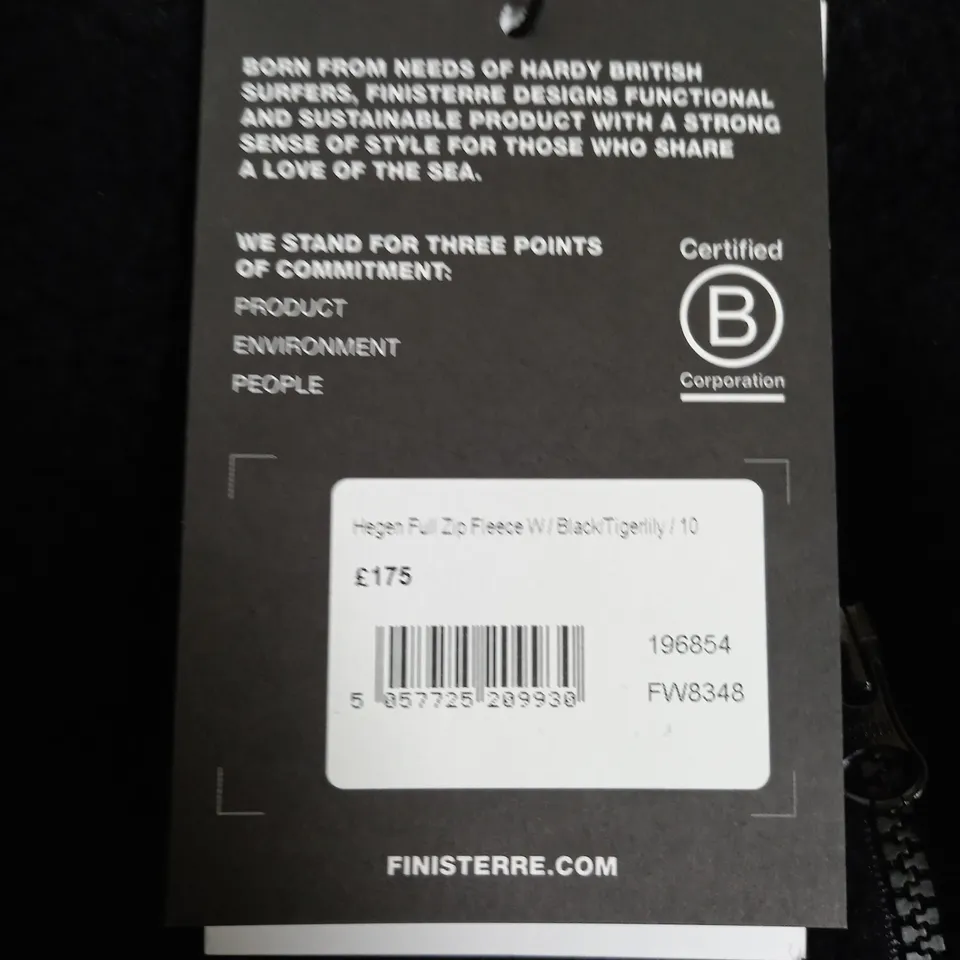 BORN FROM NEEDS OF HARDY BRITISH
SURFERS, FINISTERRE DESIGNS FUNCTIONAL
AND SUSTAINABLE PRODUCT WITH A STRONG
SENSE OF STYLE FOR THOSE WHO SHARE
A LOVE OF THE SEA.
WE STAND FOR THREE POINTS
OF COMMITMENT:
PRODUCT
ENVIRONMENT
PEOPLE
Certified
B
Corporation
Hegen Full Zip Fleece W / Black/Tigerlily / 10
£175
196854
FW8348
5 057725 209930
FINISTERRE.COM